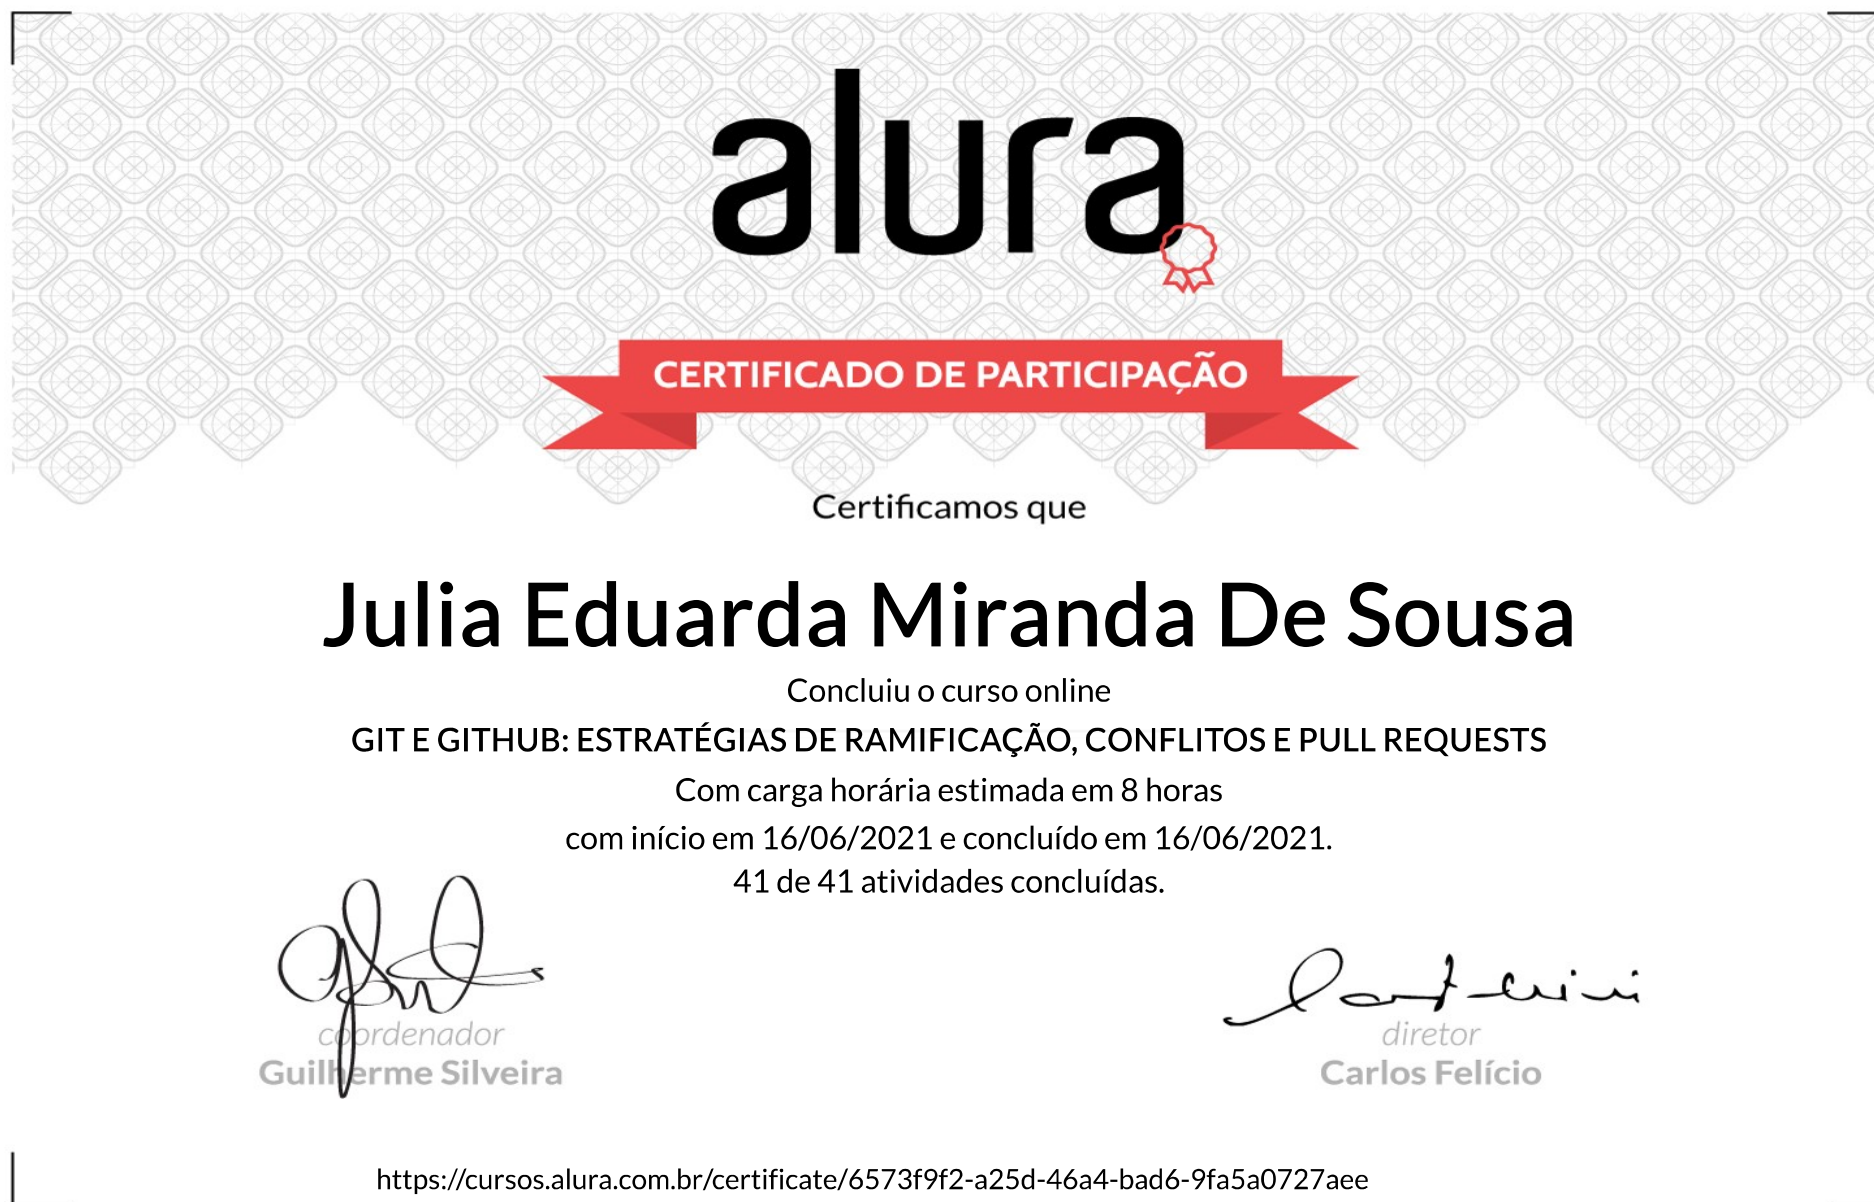 alura
CERTIFICADO DE PARTICIPAÇÃO
Certificamos que
Julia Eduarda Miranda De Sousa
Concluiu o curso online
GIT E GITHUB: ESTRATÉGIAS DE RAMIFICAÇÃO, CONFLITOS E PULL REQUESTS
Com carga horária estimada em 8 horas
com início em 16/06/2021 e concluído em 16/06/2021.
41 de 41 atividades concluídas.
coordenador
Guilherme Silveira
diretor
Carlos Felício
https://cursos.alura.com.br/certificate/6573f9f2-a25d-46a4-bad6-9fa5a0727aee